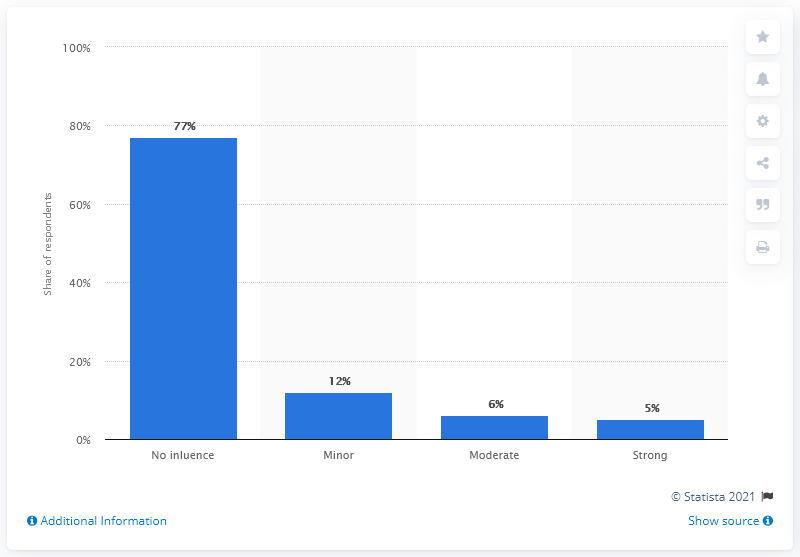 100%
80%
60%
40%
20%
0%
Share of respondents
77%
12%
6%
5%
No inluence
Minor
Moderate
Strong
© Statista 2021
Additional Information
Show source